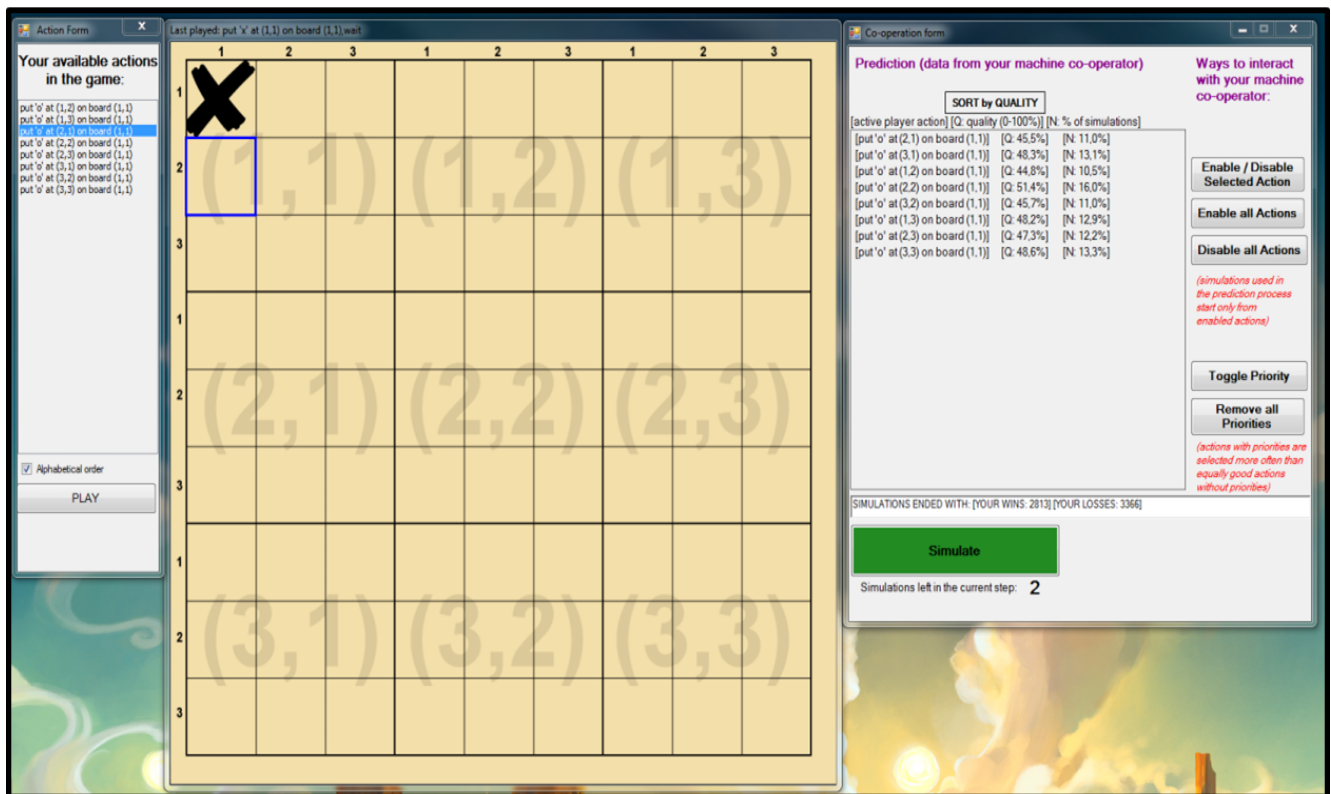 Action Form
X
Your available actions
in the game:
put 'o' at (1,2) on board (1,1)
put 'o' at (1,3) on board (1,1)
put 'o' at (2,1) on board (1,1)
put 'o' at (2,2) on board (1,1)
put 'o' at (2,3) on board (1,1)
put 'o' at (3,1) on board (1,1)
put 'o' at (3,2) on board (1,1)
put 'o' at (3,3) on board (1,1)
Alphabetical order
PLAY
Last played: put 'x' at (1,1) on board (1,1),wait
1 2 3 1 2 3 1 2 3
1
2
(1,1) (1,2) (1,3)
3
1
2
(2,1) (2,2) (2,3)
3
1
2
(3,1) (3,2) (3,3)
3
Co-operation form
X
Prediction (data from your machine co-operator)
SORT by QUALITY
[active player action] [Q: quality (0-100%)] [N: % of simulations]
[put 'o' at (2,1) on board (1,1)] [Q: 45,5%] [N: 11,0%]
[put 'o' at (3,1) on board (1,1)] [Q: 48,3%] [N: 13,1%]
[put 'o' at (1,2) on board (1,1)] [Q: 44,8%] [N: 10,5%]
[put 'o' at (2,2) on board (1,1)] [Q: 51,4%] [N: 16,0%]
[put 'o' at (3,2) on board (1,1)] [Q: 45,7%] [N: 11,0%]
[put 'o' at (1,3) on board (1,1)] [Q: 48,2%] [N: 12,9%]
[put 'o' at (2,3) on board (1,1)] [Q: 47,3%] [N: 12,2%]
[put 'o' at (3,3) on board (1,1)] [Q: 48,6%] [N: 13,3%]
SIMULATIONS ENDED WITH: [YOUR WINS: 2813] [YOUR LOSSES: 3366]
Simulate
Simulations left in the current step: 2
Ways to interact
with your machine
co-operator:
Enable / Disable
Selected Action
Enable all Actions
Disable all Actions
(simulations used in
the prediction process
start only from
enabled actions)
Toggle Priority
Remove all
Priorities
(actions with priorities are
selected more often than
equally good actions
without priorities)